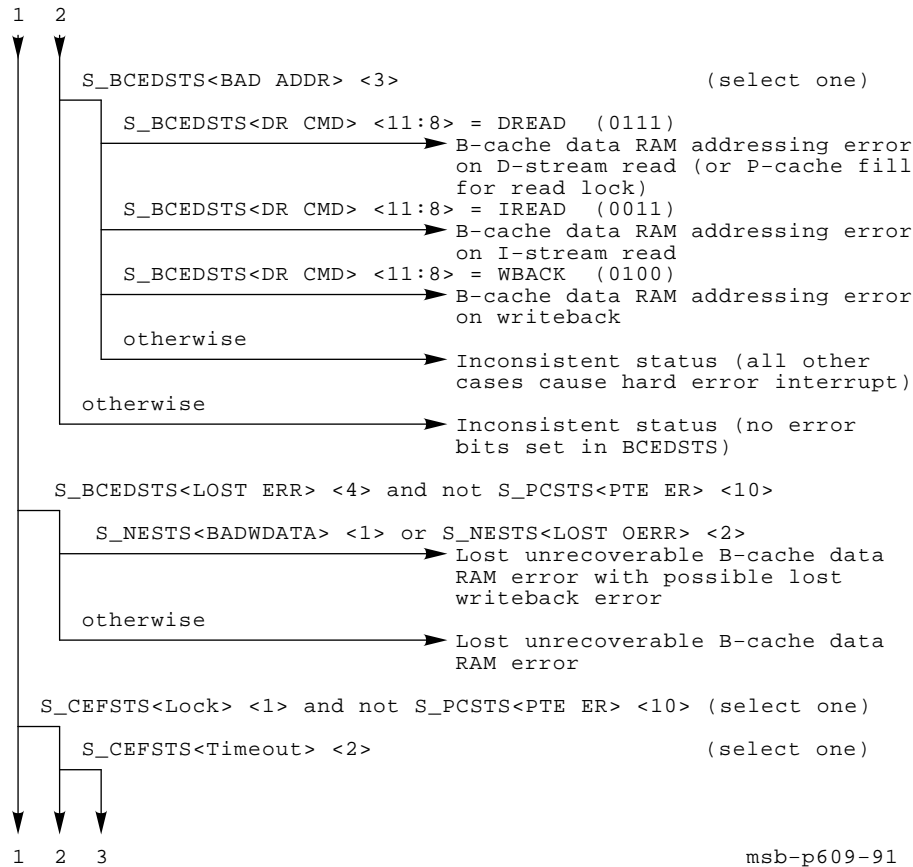 1 2
S_BCEDSTS<BAD ADDR> <3> (select one)
S_BCEDSTS<DR CMD> <11:8> = DREAD (0111)
B-cache data RAM addressing error
on D-stream read (or P-cache fill
for read lock)
S_BCEDSTS<DR CMD> <11:8> = IREAD (0011)
B-cache data RAM addressing error
on I-stream read
S_BCEDSTS<DR CMD> <11:8> = WBACK (0100)
B-cache data RAM addressing error
on writeback
otherwise
Inconsistent status (all other
cases cause hard error interrupt)
otherwise
Inconsistent status (no error
bits set in BCEDSTS)
S_BCEDSTS<LOST ERR> <4> and not S_PCSTS<PTE ER> <10>
S_NESTS<BADWDATA> <1> or S_NESTS<LOST OERR> <2>
Lost unrecoverable B-cache data
RAM error with possible lost
writeback error
otherwise
Lost unrecoverable B-cache data
RAM error
S_CEFSTS<Lock> <1> and not S_PCSTS<PTE ER> <10> (select one)
S_CEFSTS<Timeout> <2> (select one)
1 2 3 msb-p609-91